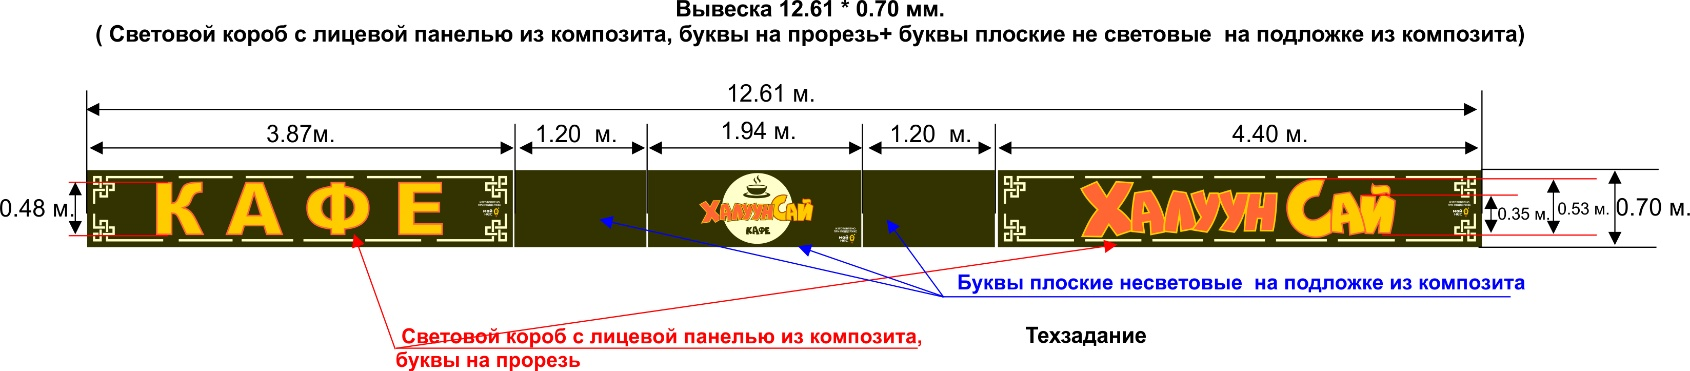 Вывеска 12.61 * 0.70 мм.
( Световой короб с лицевой панелью из композита, буквы на прорезь+ буквы плоские не световые на подложке из композита)
12.61 м.
3.87м.
1.20 м.
1.94 м.
1.20 м.
4.40 м.
0.48 м.
КАФЕ
ХАЛУУН САЙ
КАФЕ
ХАЛУУН САЙ
0.35 м.
0.53 м.
0.70 м.
Буквы плоские несветовые на подложке из композита
Световой короб с лицевой панелью из композита,
буквы на прорезь
Техзадание